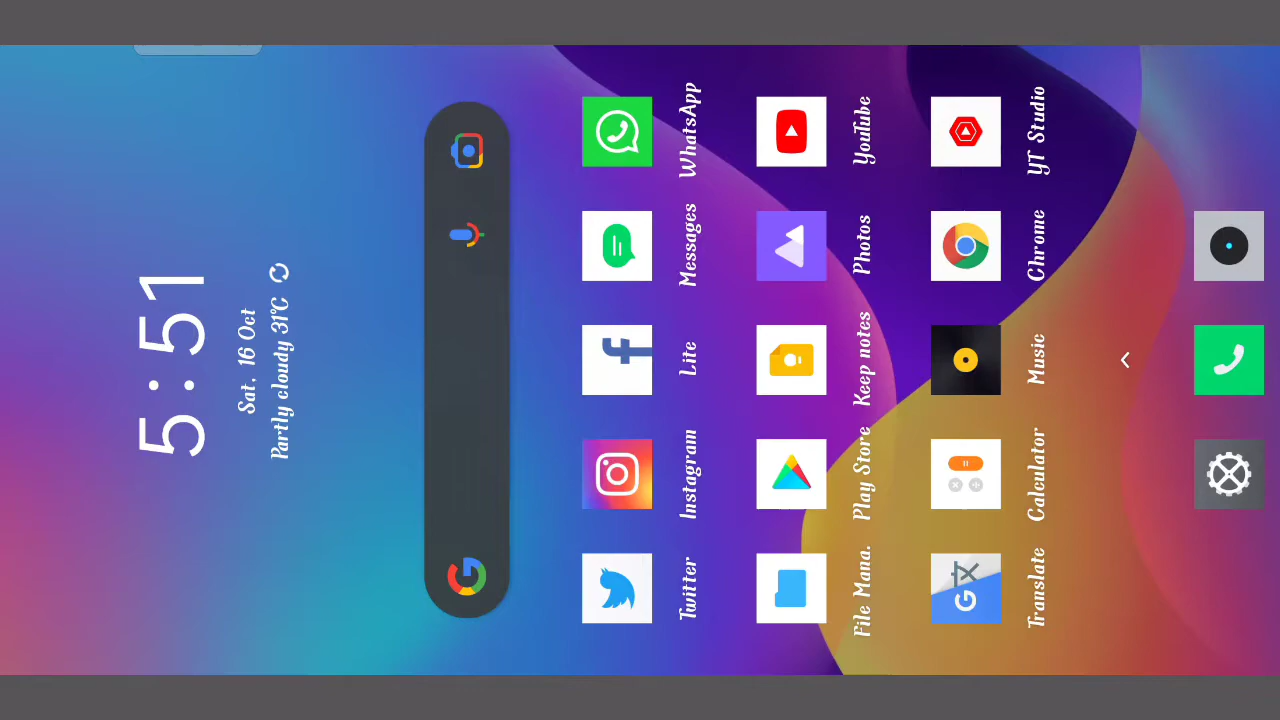 5:51
Sat, 16 Oct
Partly cloudy 31°C
Twitter
Instagram
Lite
Messages
WhatsApp
File Mana.
Play Store
Keep notes
Photos
YouTube
Translate
Calculator
Music
Chrome
YT Studio